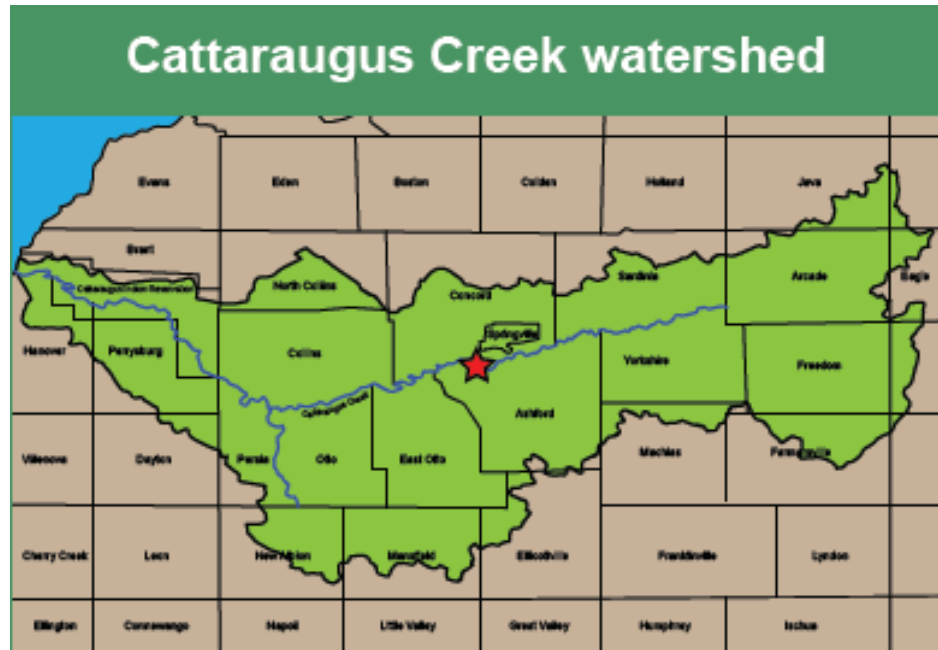 Cattaraugus Creek watershed
Evans
Eden
Boston
Colden
Holland
Java
Brant
Cattaraugus Indian Reservation
North Collins
Concord
Sardinia
Arcade
Eagle
Springville
Hanover
Perrysburg
Collins
Yorkshire
Freedom
Cattaraugus Creek
Ashford
Villenova
Dayton
Persia
Otto
East Otto
Machias
Farmersville
Cherry Creek
Leon
New Albion
Mansfield
Ellicottville
Franklinville
Lyndon
Ellington
Connewango
Napoli
Little Valley
Great Valley
Humphrey
Ischua